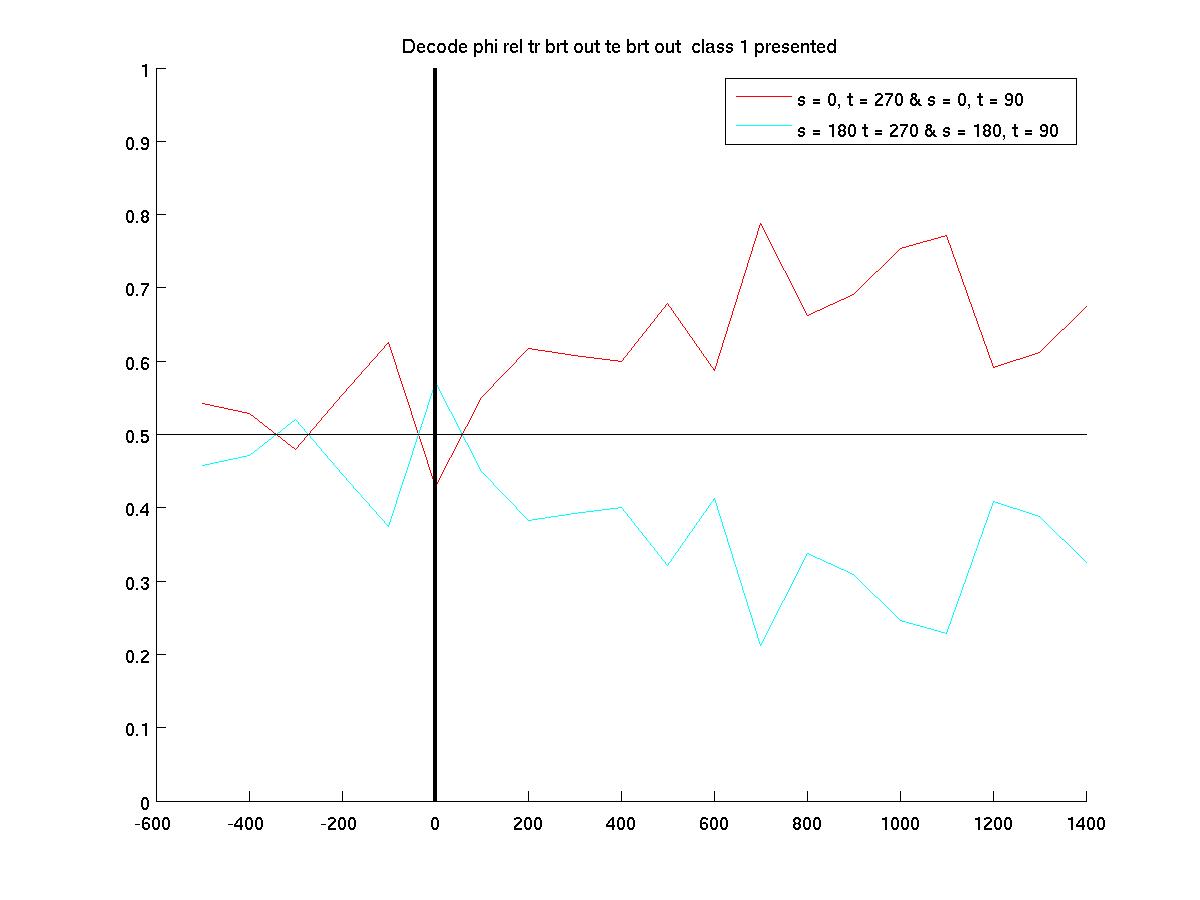 Decode phi rel tr brt out te brt out  class 1 presented
s = 0, t = 270 & s = 0, t = 90
s = 180 t = 270 & s = 180, t = 90
1
0.9
0.8
0.7
0.6
0.5
0.4
0.3
0.2
0.1
0
-600 -400 -200 0 200 400 600 800 1000 1200 1400